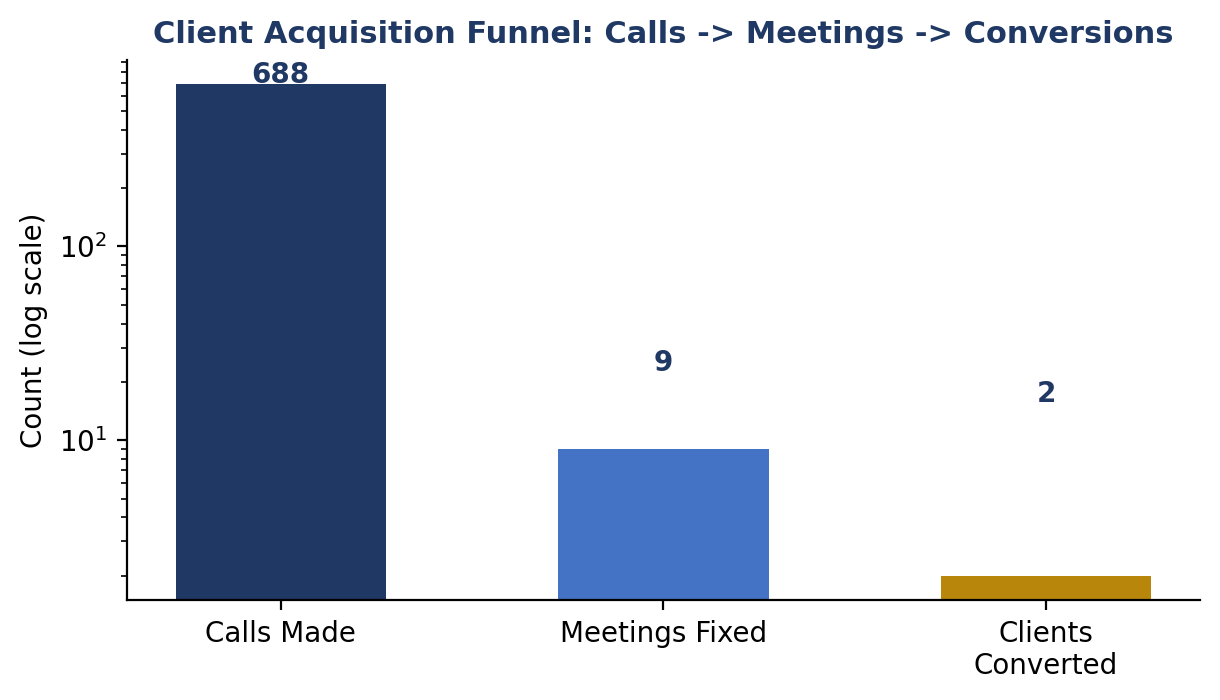 Client Acquisition Funnel: Calls -> Meetings -> Conversions
688
9
2
Count (log scale)
10²
10¹
Calls Made
Meetings Fixed
Clients
Converted